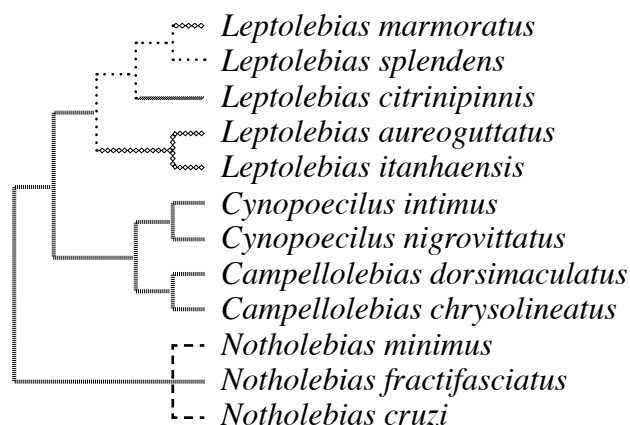 Leptolebias marmoratus
Leptolebias splendens
Leptolebias citrinipinnis
Leptolebias aureoguttatus
Leptolebias itanhaensis
Cynopoecilus intimus
Cynopoecilus nigrovittatus
Campellolebias dorsimaculatus
Campellolebias chrysolineatus
Notholebias minimus
Notholebias fractifasciatus
Notholebias cruzi